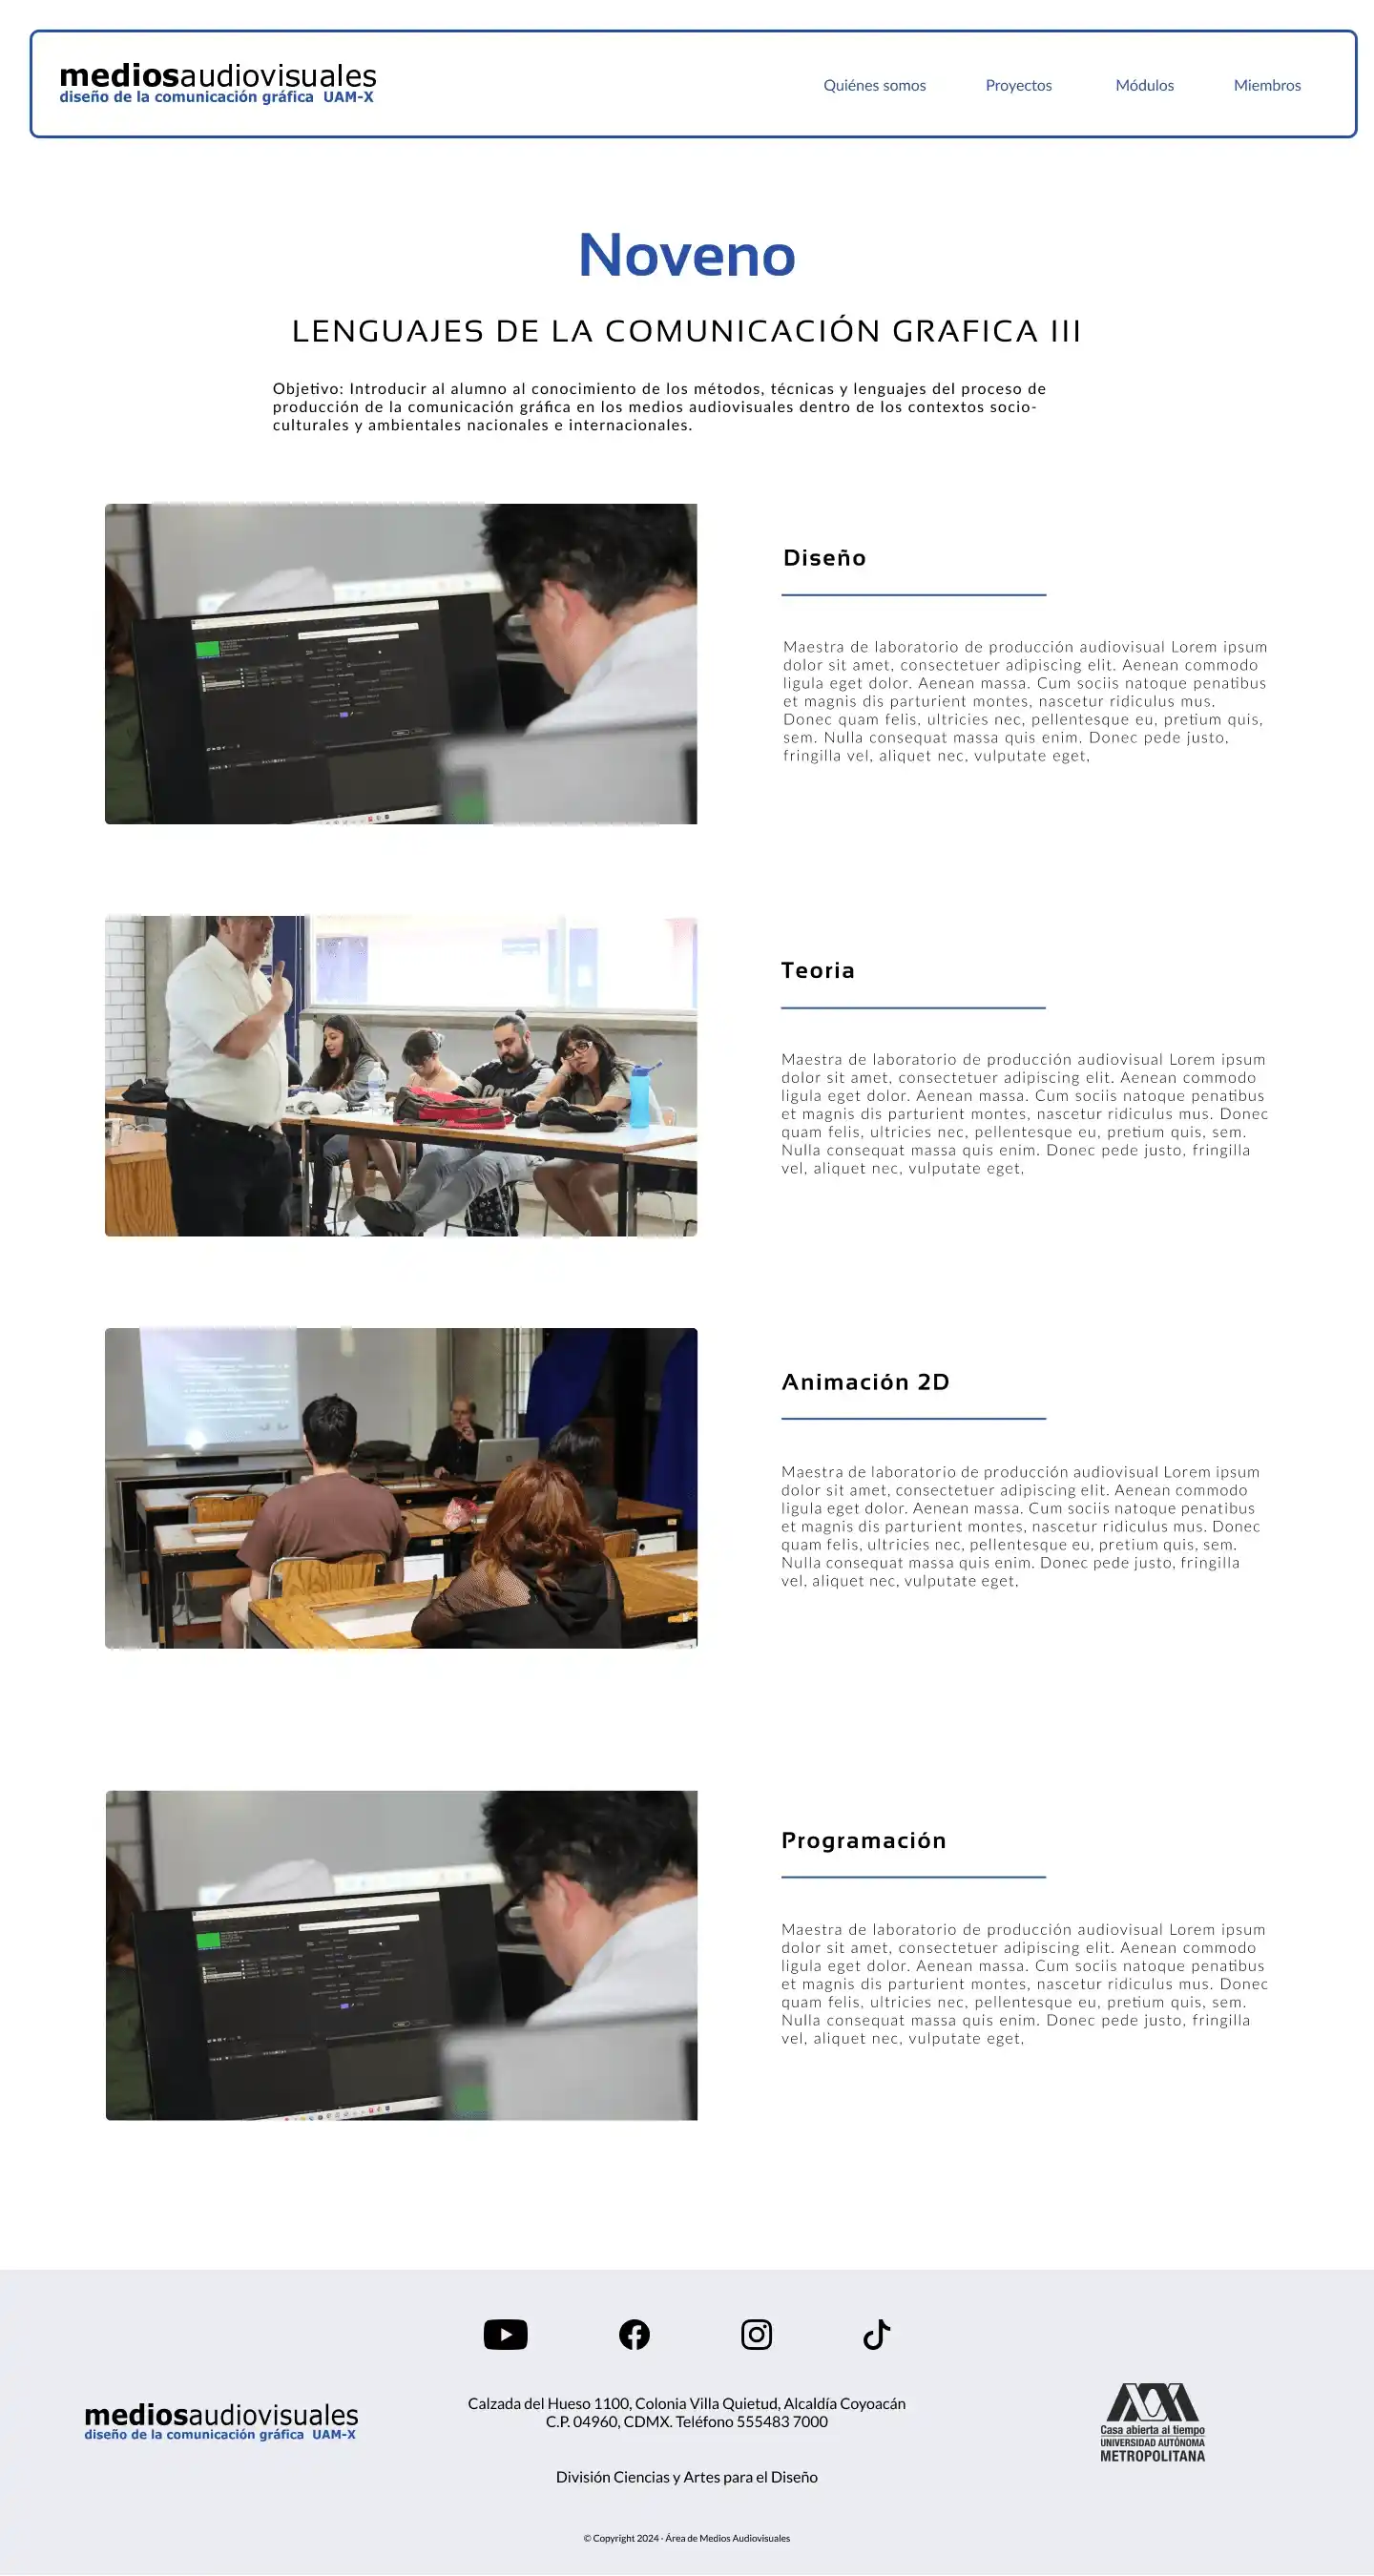 mediosaudiovisuales
diseño de la comunicación gráfica UAM-X
Quiénes somos
Proyectos
Módulos
Miembros
Noveno
LENGUAJES DE LA COMUNICACIÓN GRAFICA III
Objetivo: Introducir al alumno al conocimiento de los métodos, técnicas y lenguajes del proceso de
producción de la comunicación gráfica en los medios audiovisuales dentro de los contextos socio-
culturales y ambientales nacionales e internacionales.
Diseño
Maestra de laboratorio de producción audiovisual Lorem ipsum
dolor sit amet, consectetuer adipiscing elit. Aenean commodo
ligula eget dolor. Aenean massa. Cum sociis natoque penatibus
et magnis dis parturient montes, nascetur ridiculus mus.
Donec quam felis, ultricies nec, pellentesque eu, pretium quis,
sem. Nulla consequat massa quis enim. Donec pede justo,
fringilla vel, aliquet nec, vulputate eget,
Teoria
Maestra de laboratorio de producción audiovisual Lorem ipsum
dolor sit amet, consectetuer adipiscing elit. Aenean commodo
ligula eget dolor. Aenean massa. Cum sociis natoque penatibus
et magnis dis parturient montes, nascetur ridiculus mus. Donec
quam felis, ultricies nec, pellentesque eu, pretium quis, sem.
Nulla consequat massa quis enim. Donec pede justo, fringilla
vel, aliquet nec, vulputate eget,
Animación 2D
Maestra de laboratorio de producción audiovisual Lorem ipsum
dolor sit amet, consectetuer adipiscing elit. Aenean commodo
ligula eget dolor. Aenean massa. Cum sociis natoque penatibus
et magnis dis parturient montes, nascetur ridiculus mus. Donec
quam felis, ultricies nec, pellentesque eu, pretium quis, sem.
Nulla consequat massa quis enim. Donec pede justo, fringilla
vel, aliquet nec, vulputate eget,
Programación
Maestra de laboratorio de producción audiovisual Lorem ipsum
dolor sit amet, consectetuer adipiscing elit. Aenean commodo
ligula eget dolor. Aenean massa. Cum sociis natoque penatibus
et magnis dis parturient montes, nascetur ridiculus mus. Donec
quam felis, ultricies nec, pellentesque eu, pretium quis, sem.
Nulla consequat massa quis enim. Donec pede justo, fringilla
vel, aliquet nec, vulputate eget,
mediosaudiovisuales
diseño de la comunicación gráfica UAM-X
Calzada del Hueso 1100, Colonia Villa Quietud, Alcaldía Coyoacán
C.P. 04960, CDMX. Teléfono 555483 7000
División Ciencias y Artes para el Diseño
© Copyright 2024 · Área de Medios Audiovisuales
Casa abierta al tiempo
UNIVERSIDAD AUTÓNOMA
METROPOLITANA